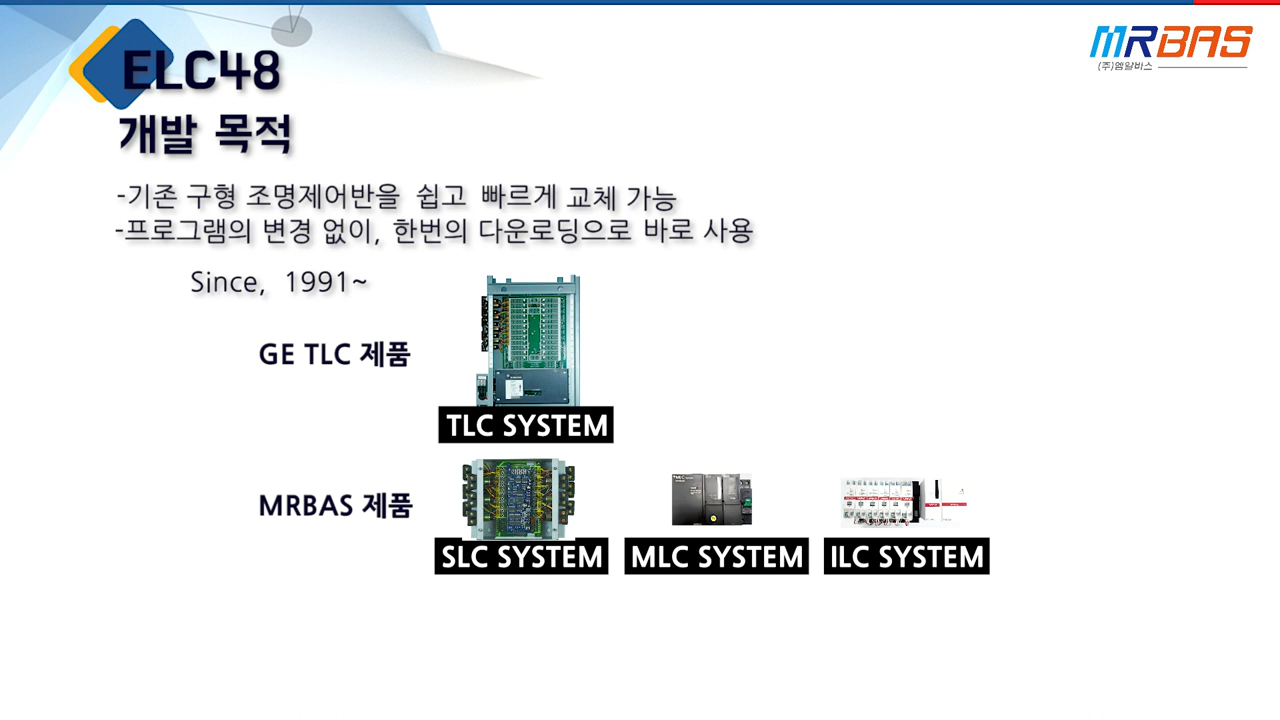 MRBAS
(주)엠알바스
ELC48
개발 목적
-기존 구형 조명제어반을 쉽고 빠르게 교체 가능
-프로그램의 변경 없이, 한번의 다운로딩으로 바로 사용
Since, 1991~
GE TLC 제품
TLC SYSTEM
MRBAS 제품
SLC SYSTEM
MLC SYSTEM
ILC SYSTEM